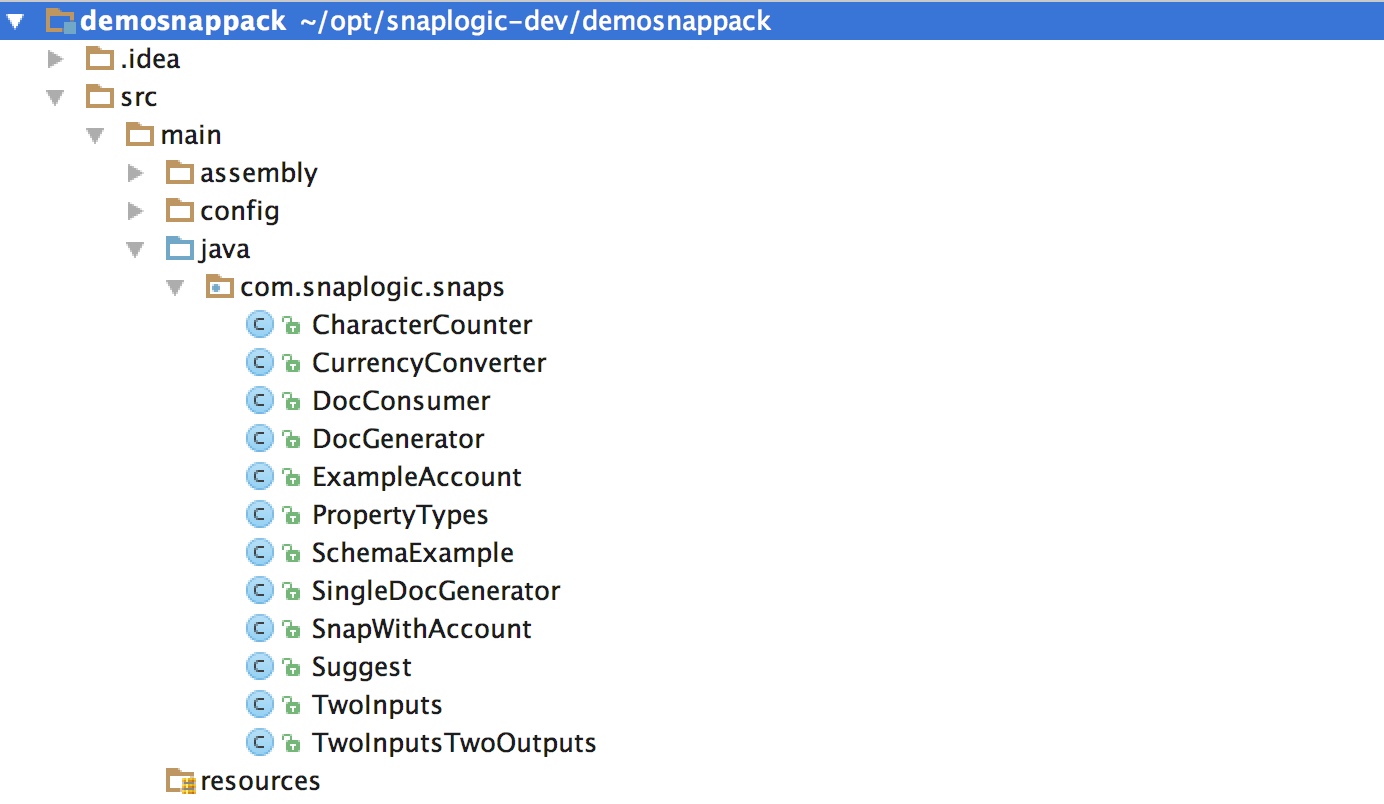 demosnappack ~/opt/snaplogic-dev/demosnappack
.idea
src
main
assembly
config
java
com.snaplogic.snaps
C CharacterCounter
C CurrencyConverter
C DocConsumer
C DocGenerator
C ExampleAccount
C PropertyTypes
C SchemaExample
C SingleDocGenerator
C SnapWithAccount
C Suggest
C TwoInputs
C TwoInputsTwoOutputs
resources